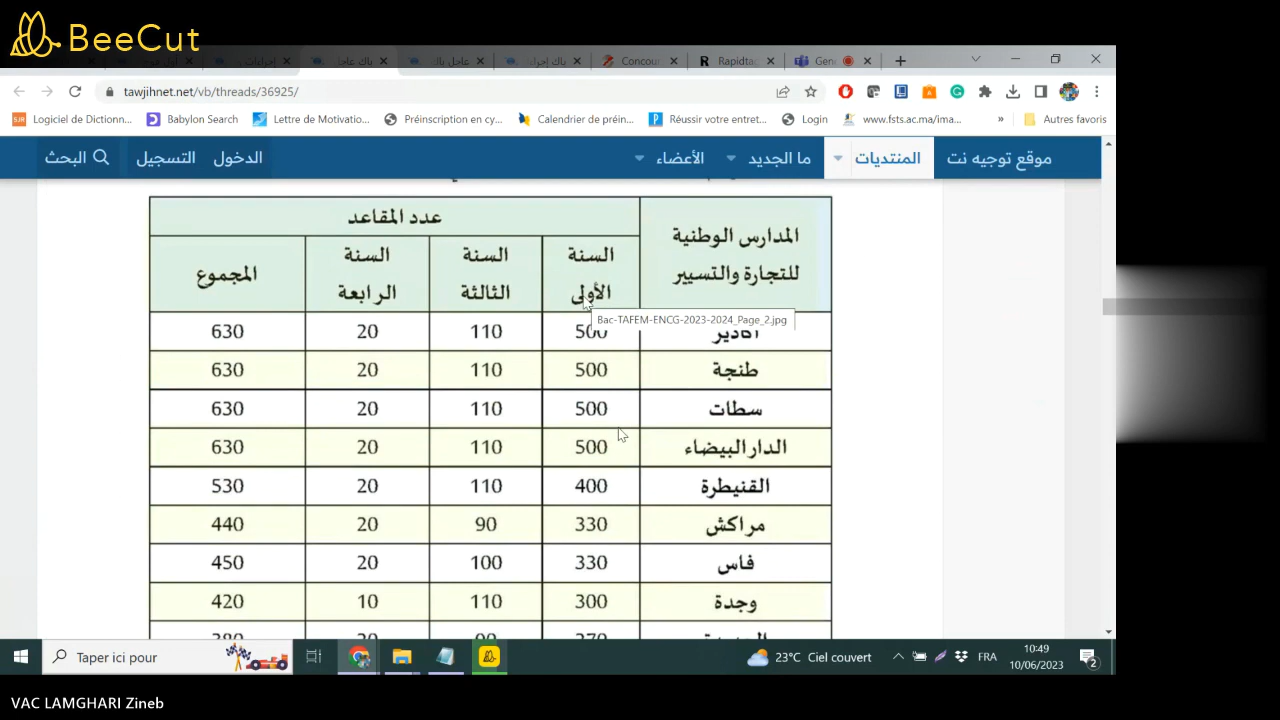 BeeCut
Concou
Rapidtag
Gen
tawjihnet.net/vb/threads/36925/
Logiciel de Dictionn... Babylon Search Lettre de Motivatio... Préinscription en cy... Calendrier de préin... Réussir votre entret... Login www.fsts.ac.ma/ima... » Autres favoris
موقع توجيه نت المنتديات ما الجديد الأعضاء الدخول التسجيل البحث
المدارس الوطنية للتجارة والتسيير عدد المقاعد
السنة الأولى السنة الثالثة السنة الرابعة المجموع
Bac-TAFEM-ENCG-2023-2024_Page_2.jpg
أكادير 500 110 20 630
طنجة 500 110 20 630
سطات 500 110 20 630
الدار البيضاء 500 110 20 630
القنيطرة 400 110 20 530
مراكش 330 90 20 440
فاس 330 100 20 450
وجدة 300 110 10 420
Taper ici pour
23°C Ciel couvert
FRA
10:49
10/06/2023
2
VAC LAMGHARI Zineb